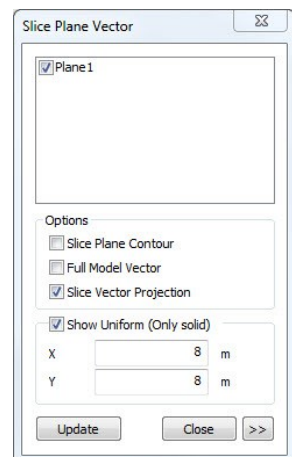 Slice Plane Vector
Plane1
Options
Slice Plane Contour
Full Model Vector
Slice Vector Projection
Show Uniform (Only solid)
X 8 m
Y 8 m
Update Close >>